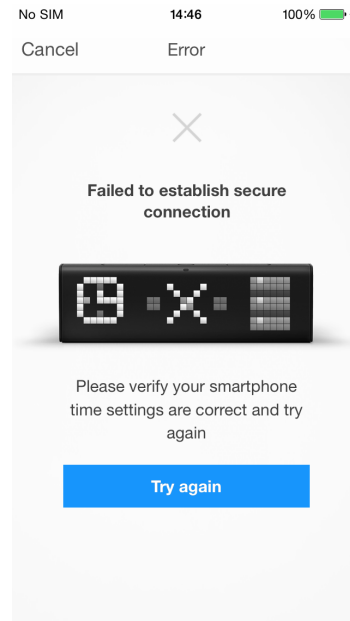 No SIM 14:46 100%
Cancel Error
Failed to establish secure
connection
Please verify your smartphone
time settings are correct and try
again
Try again